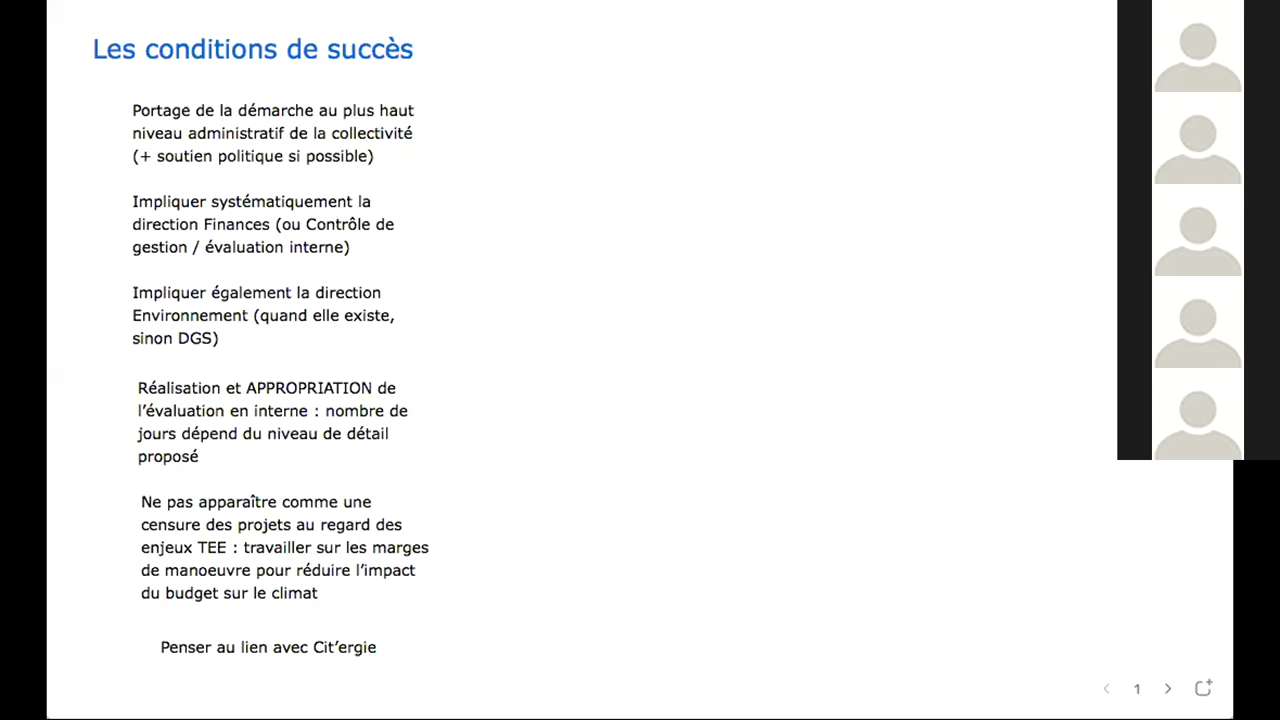 Les conditions de succès
Portage de la démarche au plus haut
niveau administratif de la collectivité
(+ soutien politique si possible)
Impliquer systématiquement la
direction Finances (ou Contrôle de
gestion / évaluation interne)
Impliquer également la direction
Environnement (quand elle existe,
sinon DGS)
Réalisation et APPROPRIATION de
l’évaluation en interne : nombre de
jours dépend du niveau de détail
proposé
Ne pas apparaître comme une
censure des projets au regard des
enjeux TEE : travailler sur les marges
de manoeuvre pour réduire l’impact
du budget sur le climat
Penser au lien avec Cit’ergie
1